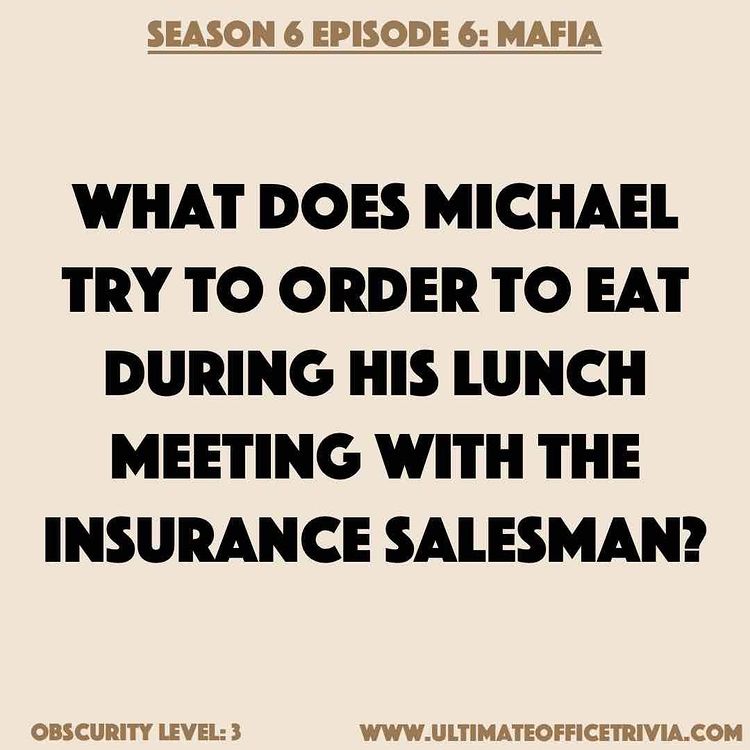 SEASON 6 EPISODE 6: MAFIA
WHAT DOES MICHAEL
TRY TO ORDER TO EAT
DURING HIS LUNCH
MEETING WITH THE
INSURANCE SALESMAN?
OBSCURITY LEVEL: 3
WWW.ULTIMATEOFFICETRIVIA.COM